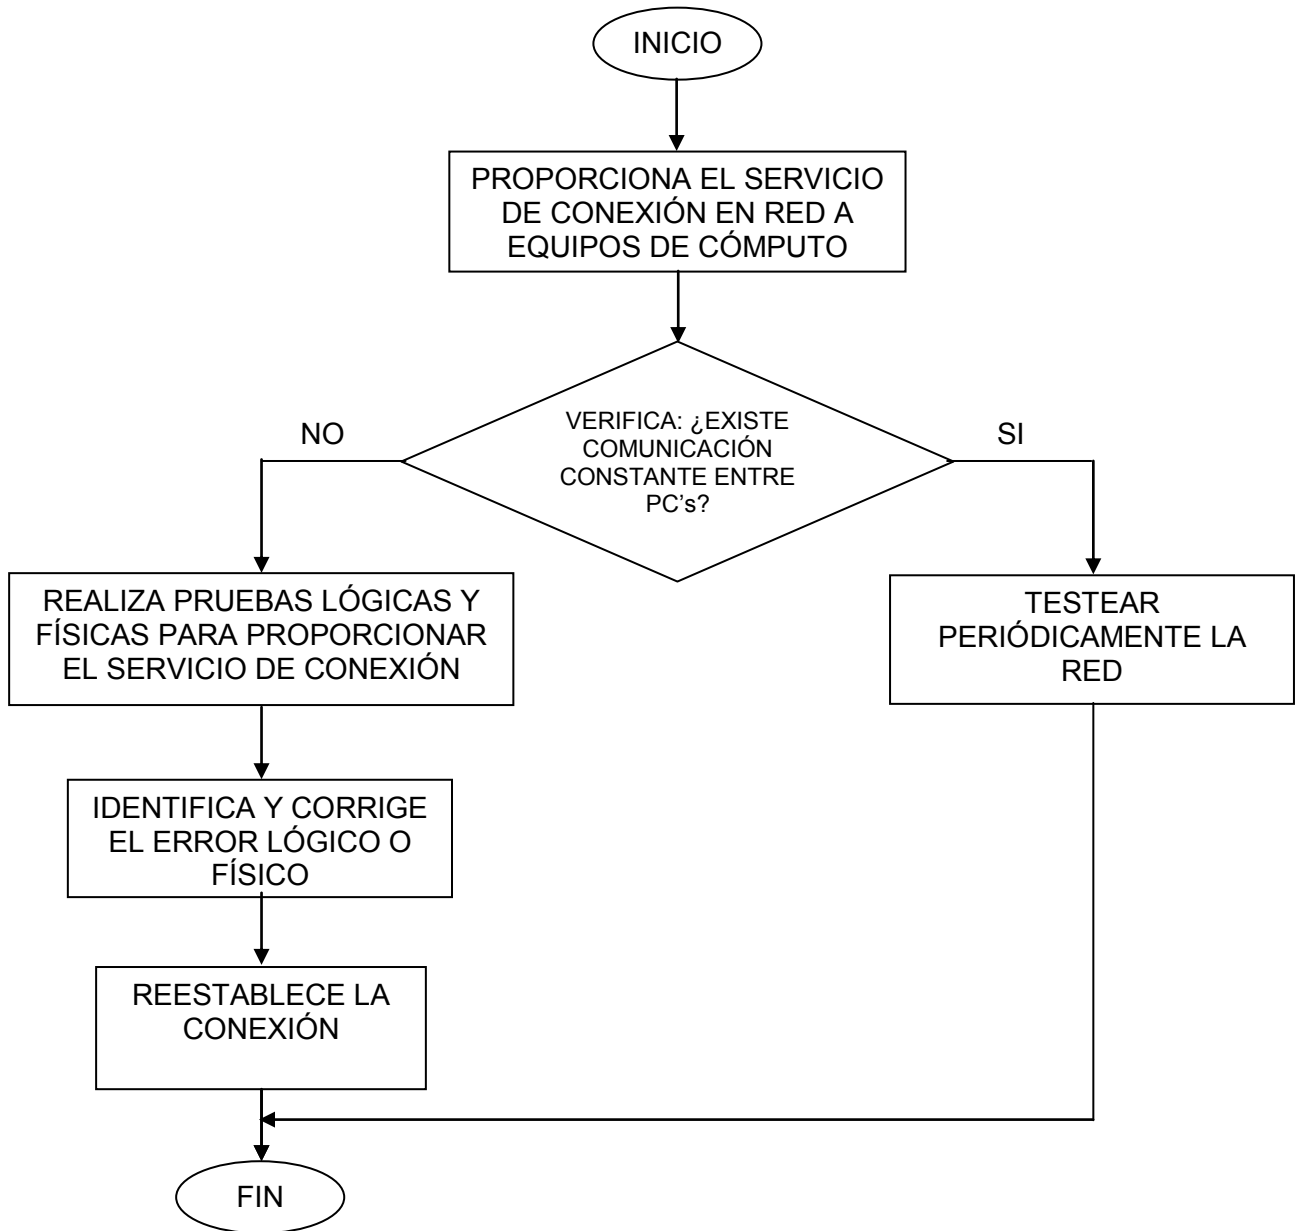 INICIO
PROPORCIONA EL SERVICIO
DE CONEXIÓN EN RED A
EQUIPOS DE CÓMPUTO
VERIFICA: ¿EXISTE
COMUNICACIÓN
CONSTANTE ENTRE
PC’s?
NO
SI
REALIZA PRUEBAS LÓGICAS Y
FÍSICAS PARA PROPORCIONAR
EL SERVICIO DE CONEXIÓN
TESTEAR
PERIÓDICAMENTE LA
RED
IDENTIFICA Y CORRIGE
EL ERROR LÓGICO O
FÍSICO
REESTABLECE LA
CONEXIÓN
FIN